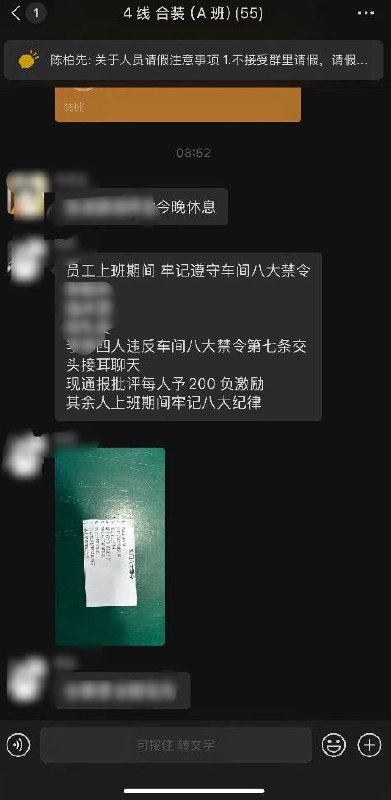 1
4 线 合装 (A 班) (55)
陈柏先: 关于人员请假注意事项 1.不接受群里请假，请假...
转账
08:52
今晚休息
员工上班期间 牢记遵守车间八大禁令
四人违反车间八大禁令第七条交
头接耳聊天
现通报批评每人予 200 负激励
其余人上班期间牢记八大纪律
可按住 转文字